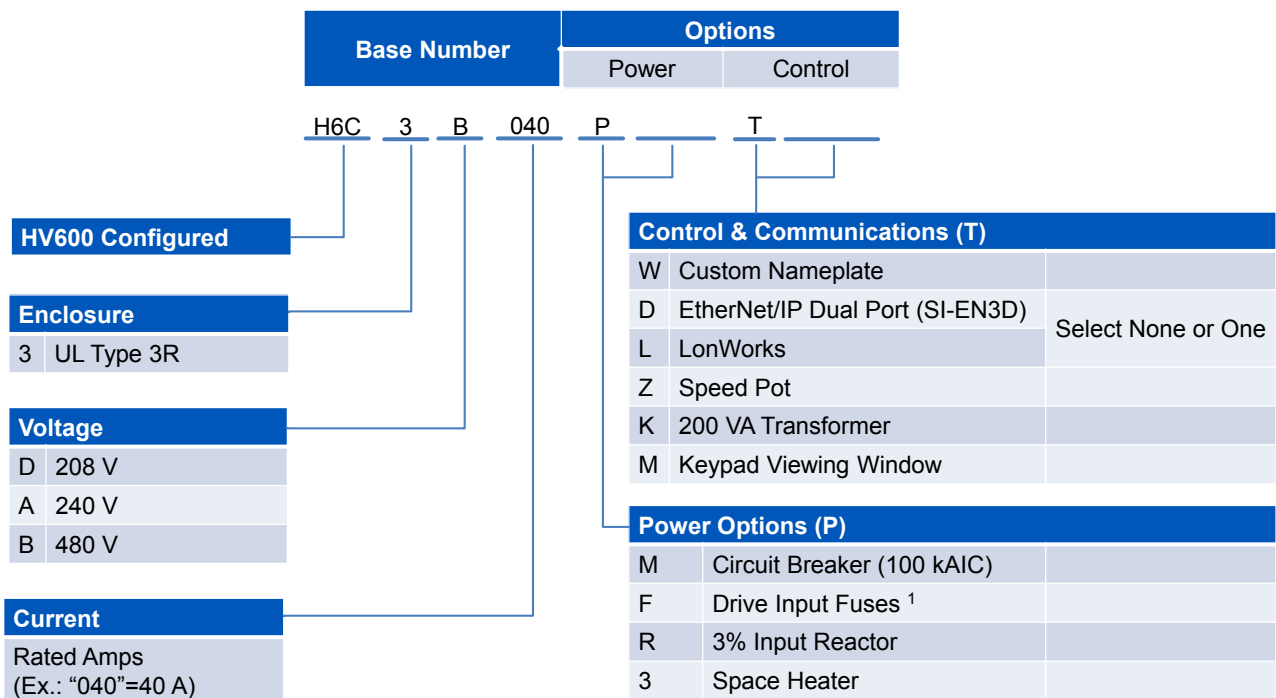 Base Number
Options
Power Control
H6C 3 B 040 P T
HV600 Configured
Enclosure
3 UL Type 3R
Voltage
D 208 V
A 240 V
B 480 V
Current
Rated Amps
(Ex.: “040”=40 A)
Control & Communications (T)
W Custom Nameplate
D EtherNet/IP Dual Port (SI-EN3D)
Select None or One
L LonWorks
Z Speed Pot
K 200 VA Transformer
M Keypad Viewing Window
Power Options (P)
M Circuit Breaker (100 kAIC)
F Drive Input Fuses 1
R 3% Input Reactor
3 Space Heater